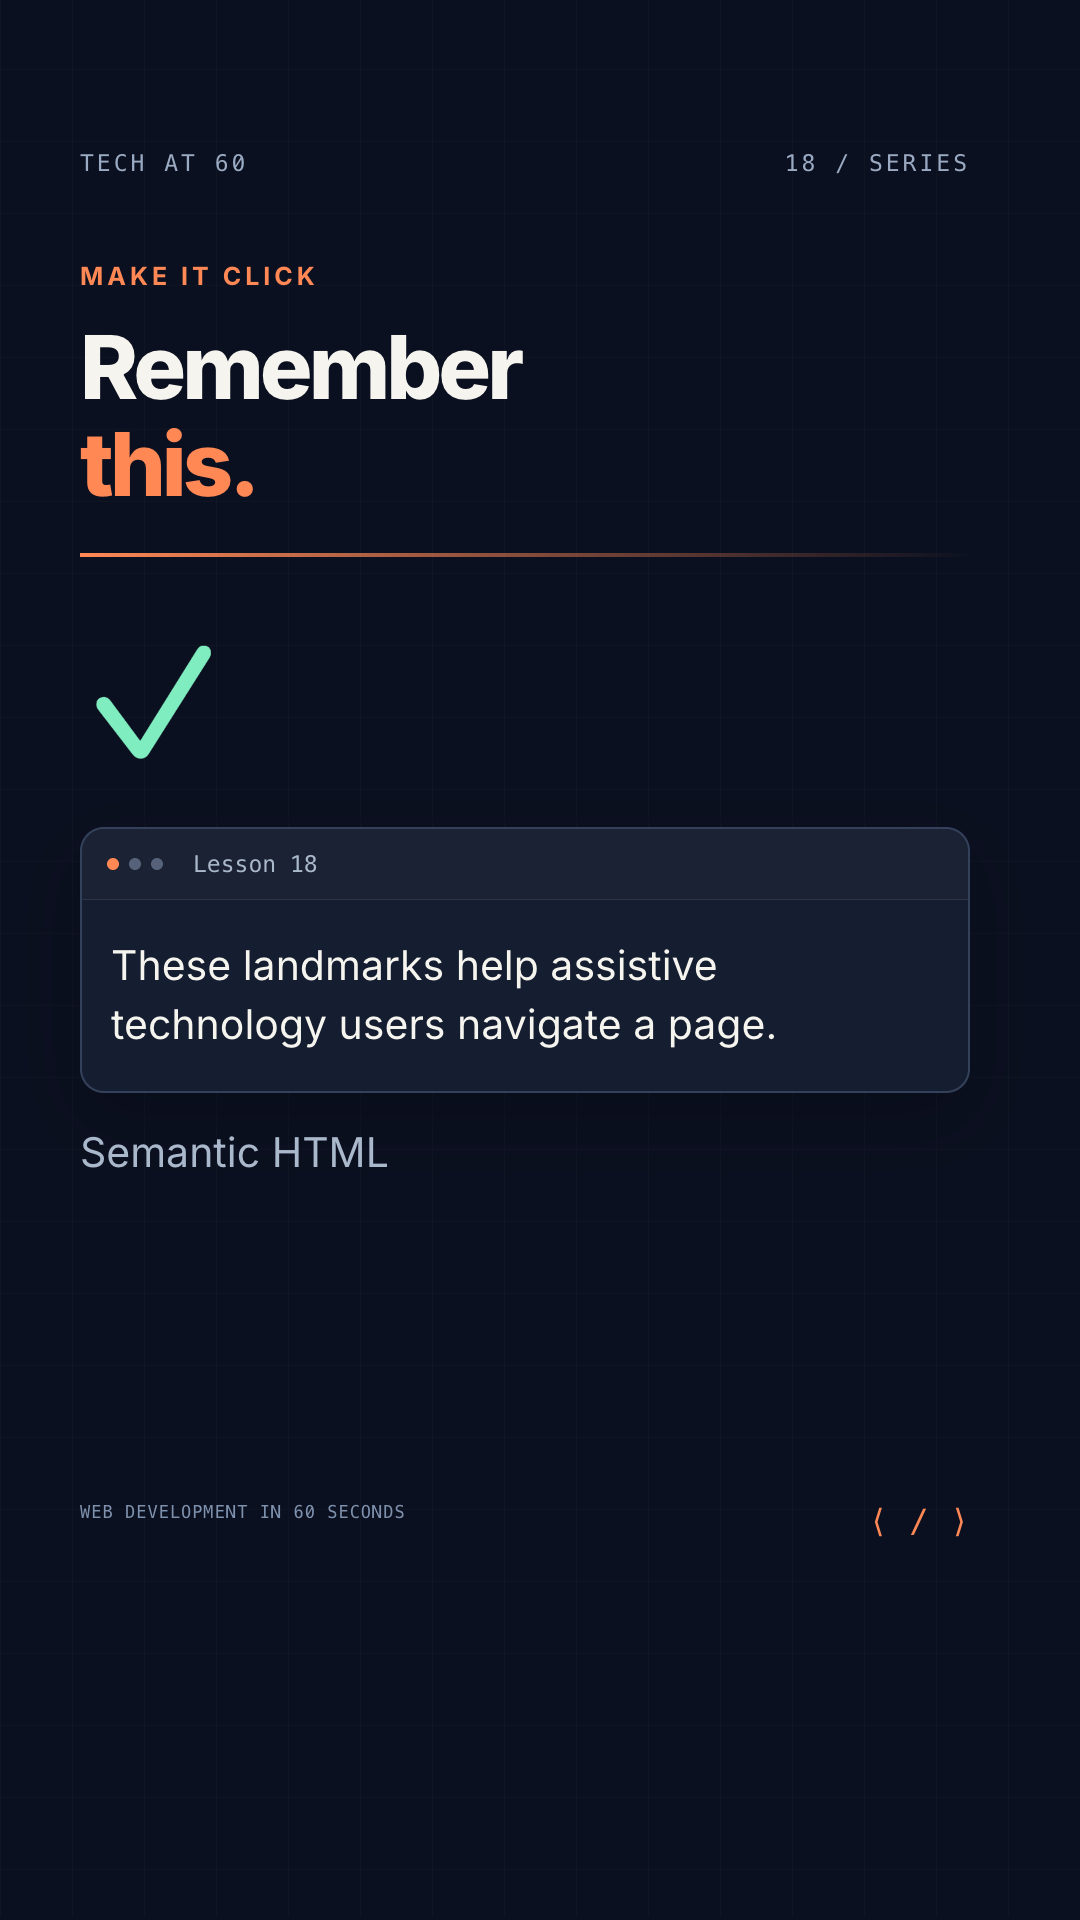 TECH AT 60
18 / SERIES
MAKE IT CLICK
Remember
this.
Lesson 18
These landmarks help assistive
technology users navigate a page.
Semantic HTML
WEB DEVELOPMENT IN 60 SECONDS
⟨ / ⟩